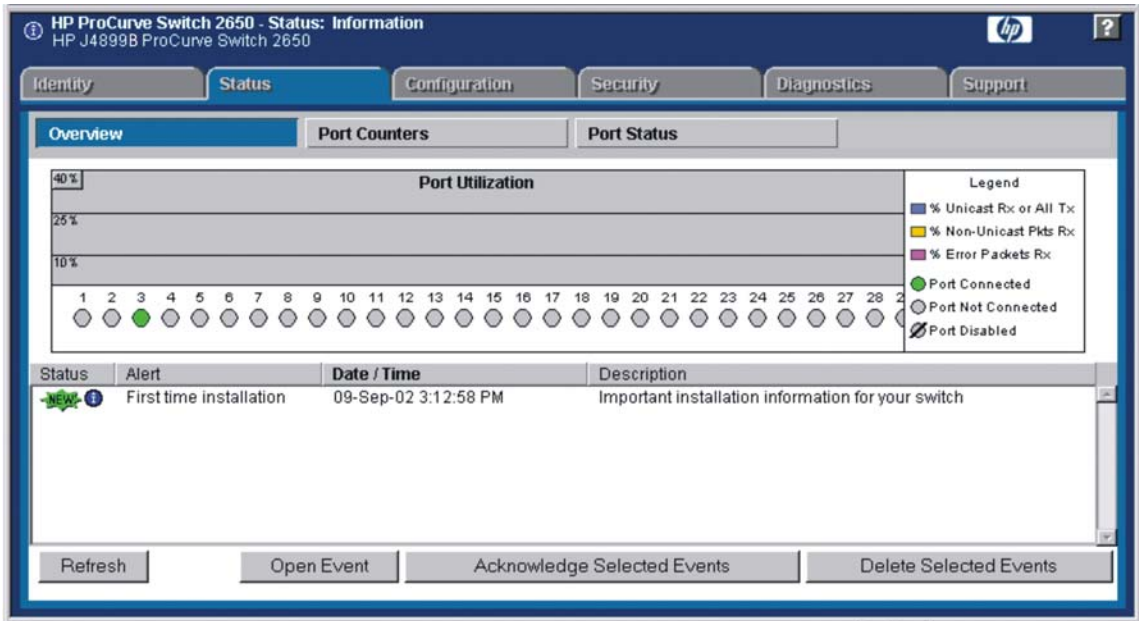 HP ProCurve Switch 2650 - Status: Information
HP J4899B ProCurve Switch 2650
hp
?
Identity Status Configuration Security Diagnostics Support
Overview Port Counters Port Status
40 % Port Utilization
25 %
10 %
1 2 3 4 5 6 7 8 9 10 11 12 13 14 15 16 17 18 19 20 21 22 23 24 25 26 27 28
Legend
% Unicast Rx or All Tx
% Non-Unicast Pkts Rx
% Error Packets Rx
Port Connected
Port Not Connected
Port Disabled
Status Alert Date / Time Description
NEW! First time installation 09-Sep-02 3:12:58 PM Important installation information for your switch
Refresh Open Event Acknowledge Selected Events Delete Selected Events